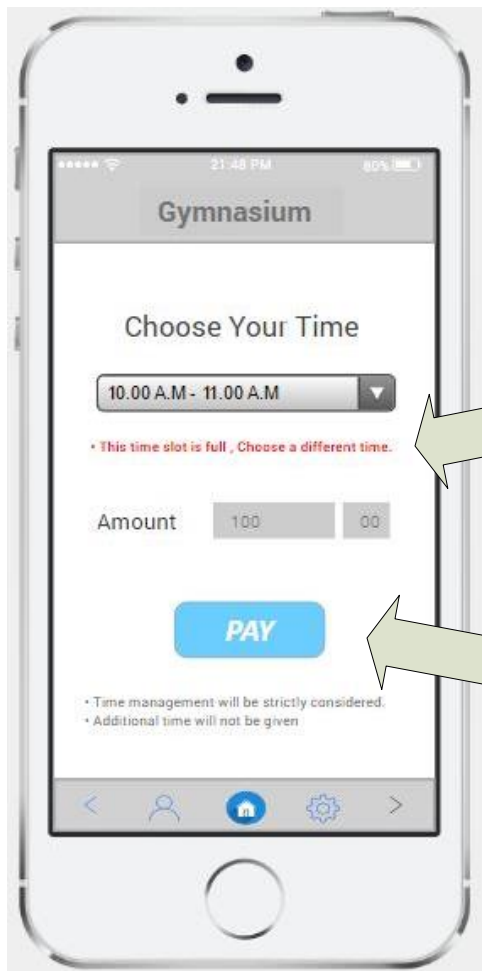 21:48 PM 80%
Gymnasium
Choose Your Time
10.00 A.M - 11.00 A.M
• This time slot is full , Choose a different time.
Amount 100 00
PAY
• Time management will be strictly considered.
• Additional time will not be given